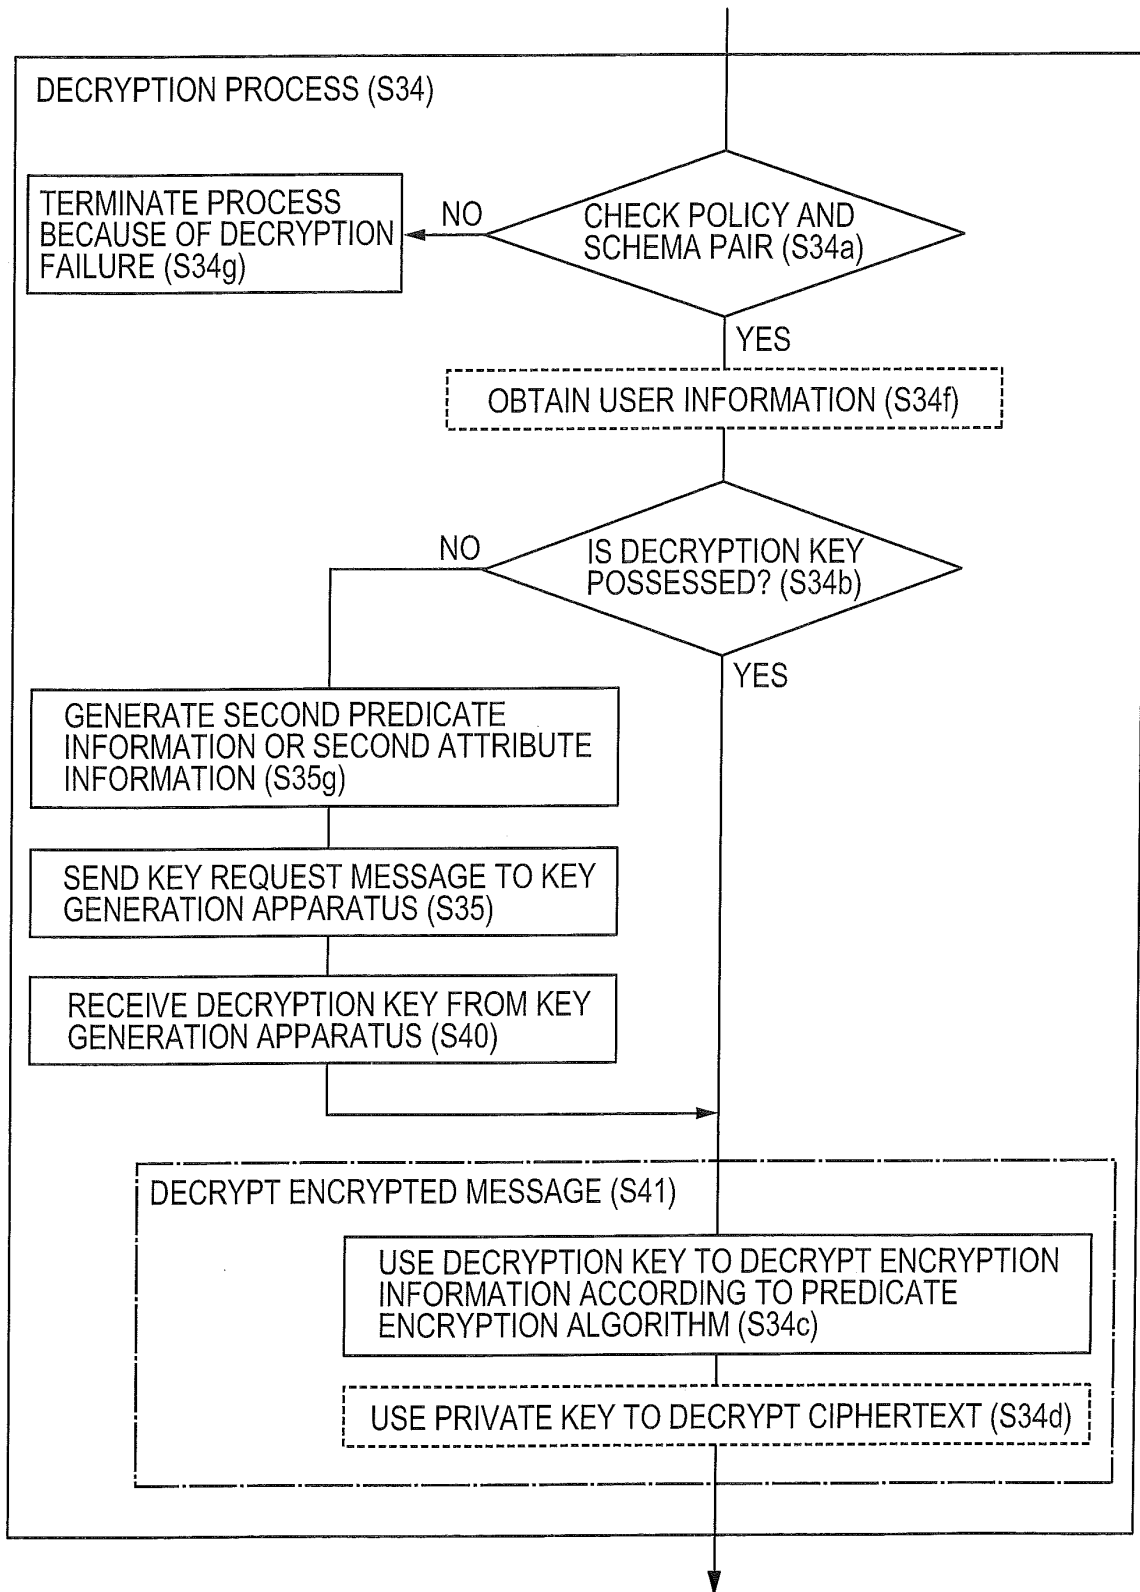 DECRYPTION PROCESS (S34)
TERMINATE PROCESS
BECAUSE OF DECRYPTION
FAILURE (S34g)
NO
CHECK POLICY AND
SCHEMA PAIR (S34a)
YES
OBTAIN USER INFORMATION (S34f)
NO
IS DECRYPTION KEY
POSSESSED? (S34b)
YES
GENERATE SECOND PREDICATE
INFORMATION OR SECOND ATTRIBUTE
INFORMATION (S35g)
SEND KEY REQUEST MESSAGE TO KEY
GENERATION APPARATUS (S35)
RECEIVE DECRYPTION KEY FROM KEY
GENERATION APPARATUS (S40)
DECRYPT ENCRYPTED MESSAGE (S41)
USE DECRYPTION KEY TO DECRYPT ENCRYPTION
INFORMATION ACCORDING TO PREDICATE
ENCRYPTION ALGORITHM (S34c)
USE PRIVATE KEY TO DECRYPT CIPHERTEXT (S34d)